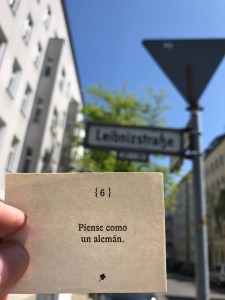 Leibnizstraße
{ 6 }
Piense como
un alemán.